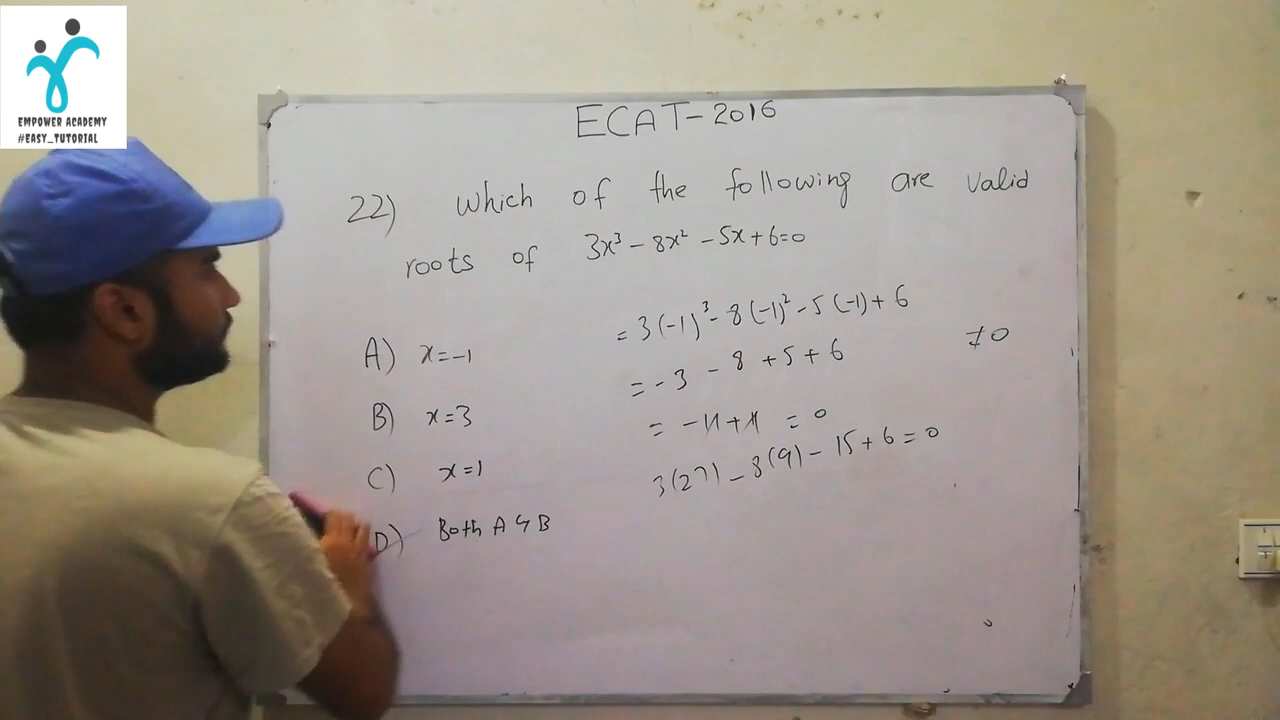 EMPOWER ACADEMY
#EASY_TUTORIAL
ECAT-2016
22) Which of the following are valid
roots of 3x³ - 8x² - 5x + 6 = 0
A) x = -1
B) x = 3
C) x = 1
D) Both A & B
= 3(-1)³ - 8(-1)² - 5(-1) + 6
≠ 0
= -3 - 8 + 5 + 6
= -11 + 11 = 0
3(27) - 8(9) - 15 + 6 = 0